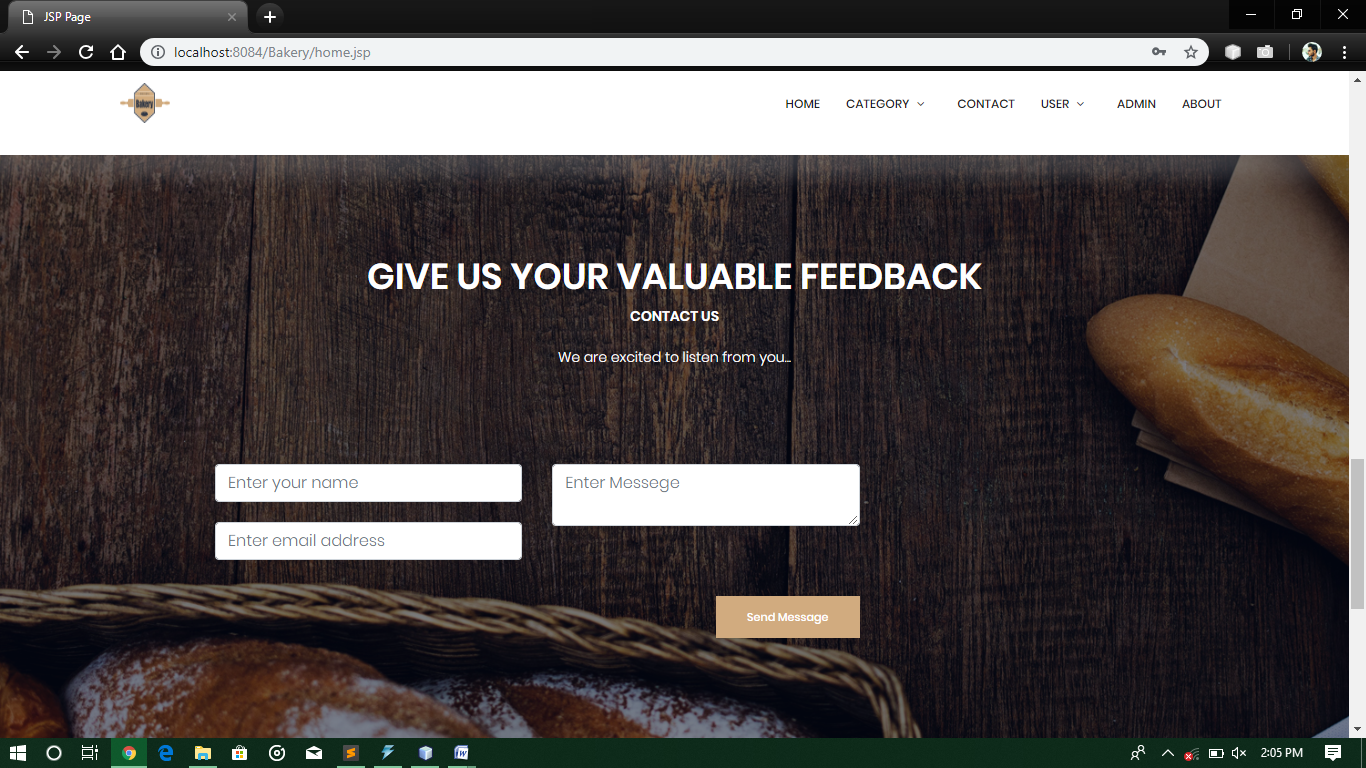 JSP Page
localhost:8084/Bakery/home.jsp
Bakery
HOME CATEGORY CONTACT USER ADMIN ABOUT
GIVE US YOUR VALUABLE FEEDBACK
CONTACT US
We are excited to listen from you...
Enter your name
Enter Messege
Enter email address
Send Message
2:05 PM